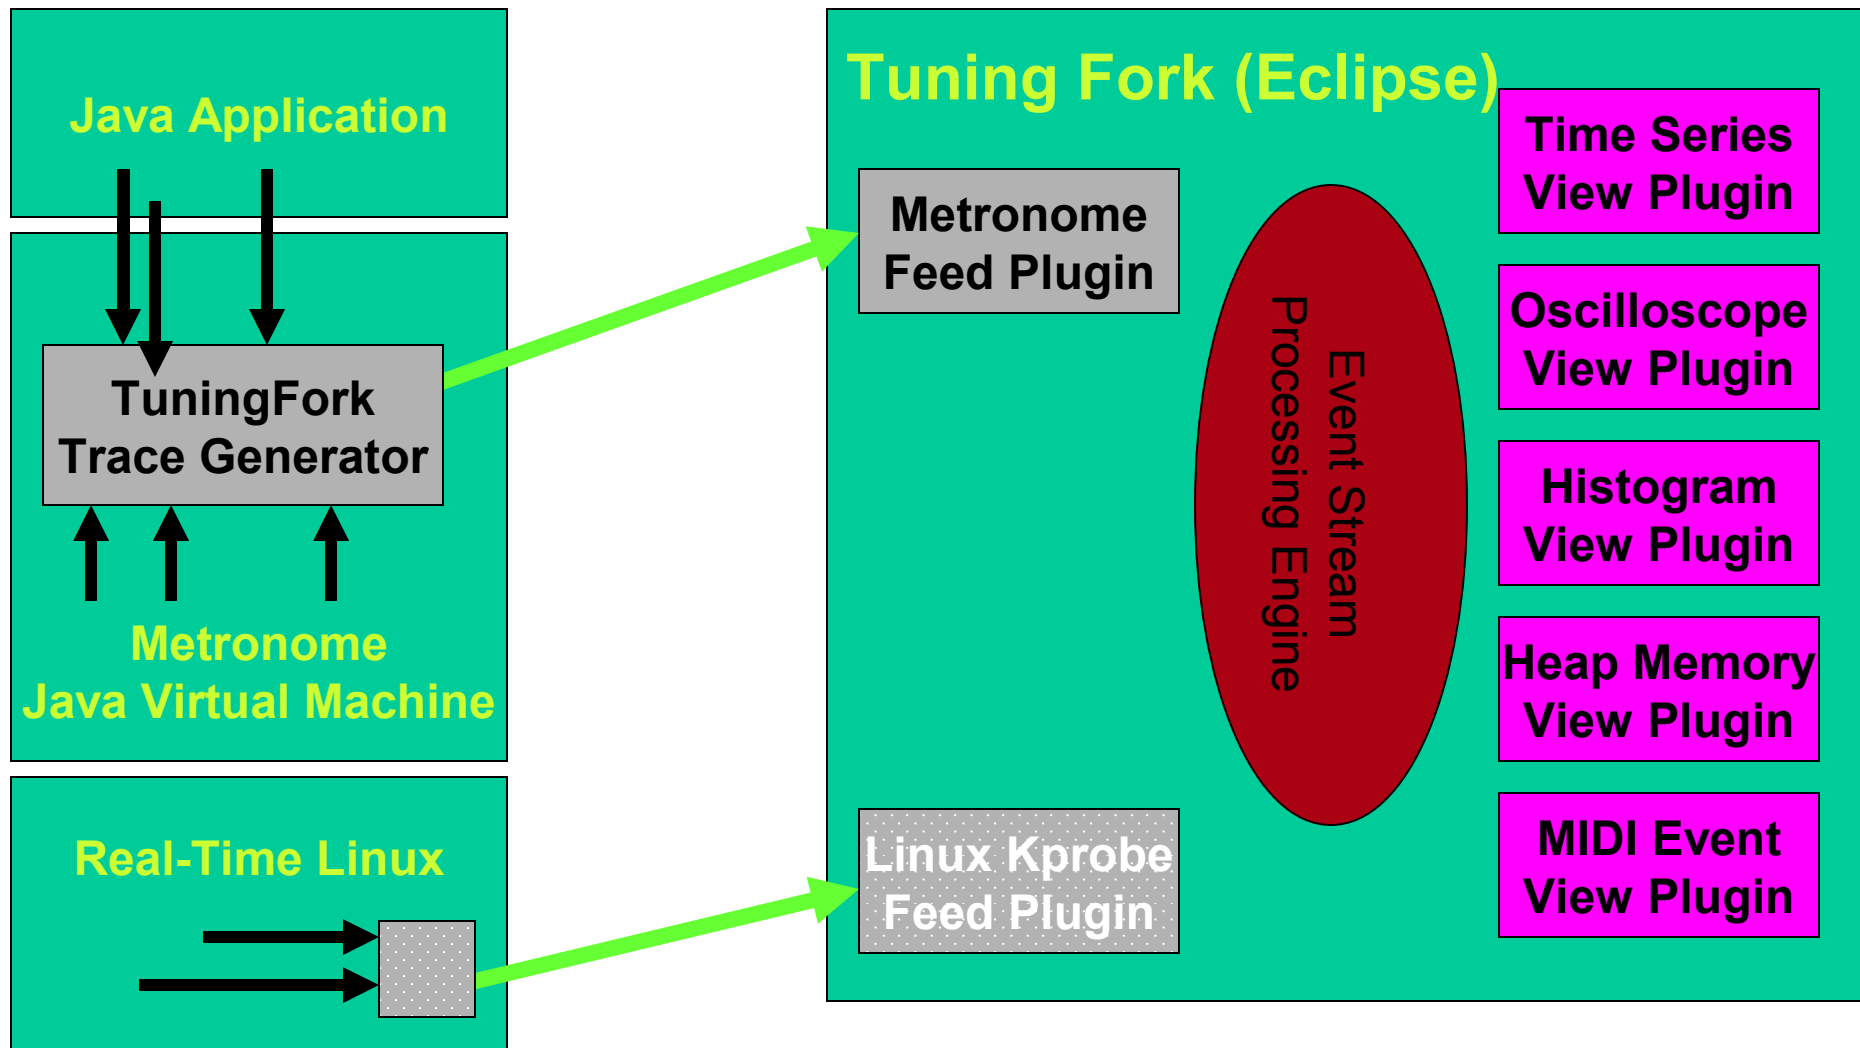 Java Application
TuningFork
Trace Generator
Metronome
Java Virtual Machine
Real-Time Linux
Tuning Fork (Eclipse)
Metronome
Feed Plugin
Linux Kprobe
Feed Plugin
Event Stream
Processing Engine
Time Series
View Plugin
Oscilloscope
View Plugin
Histogram
View Plugin
Heap Memory
View Plugin
MIDI Event
View Plugin